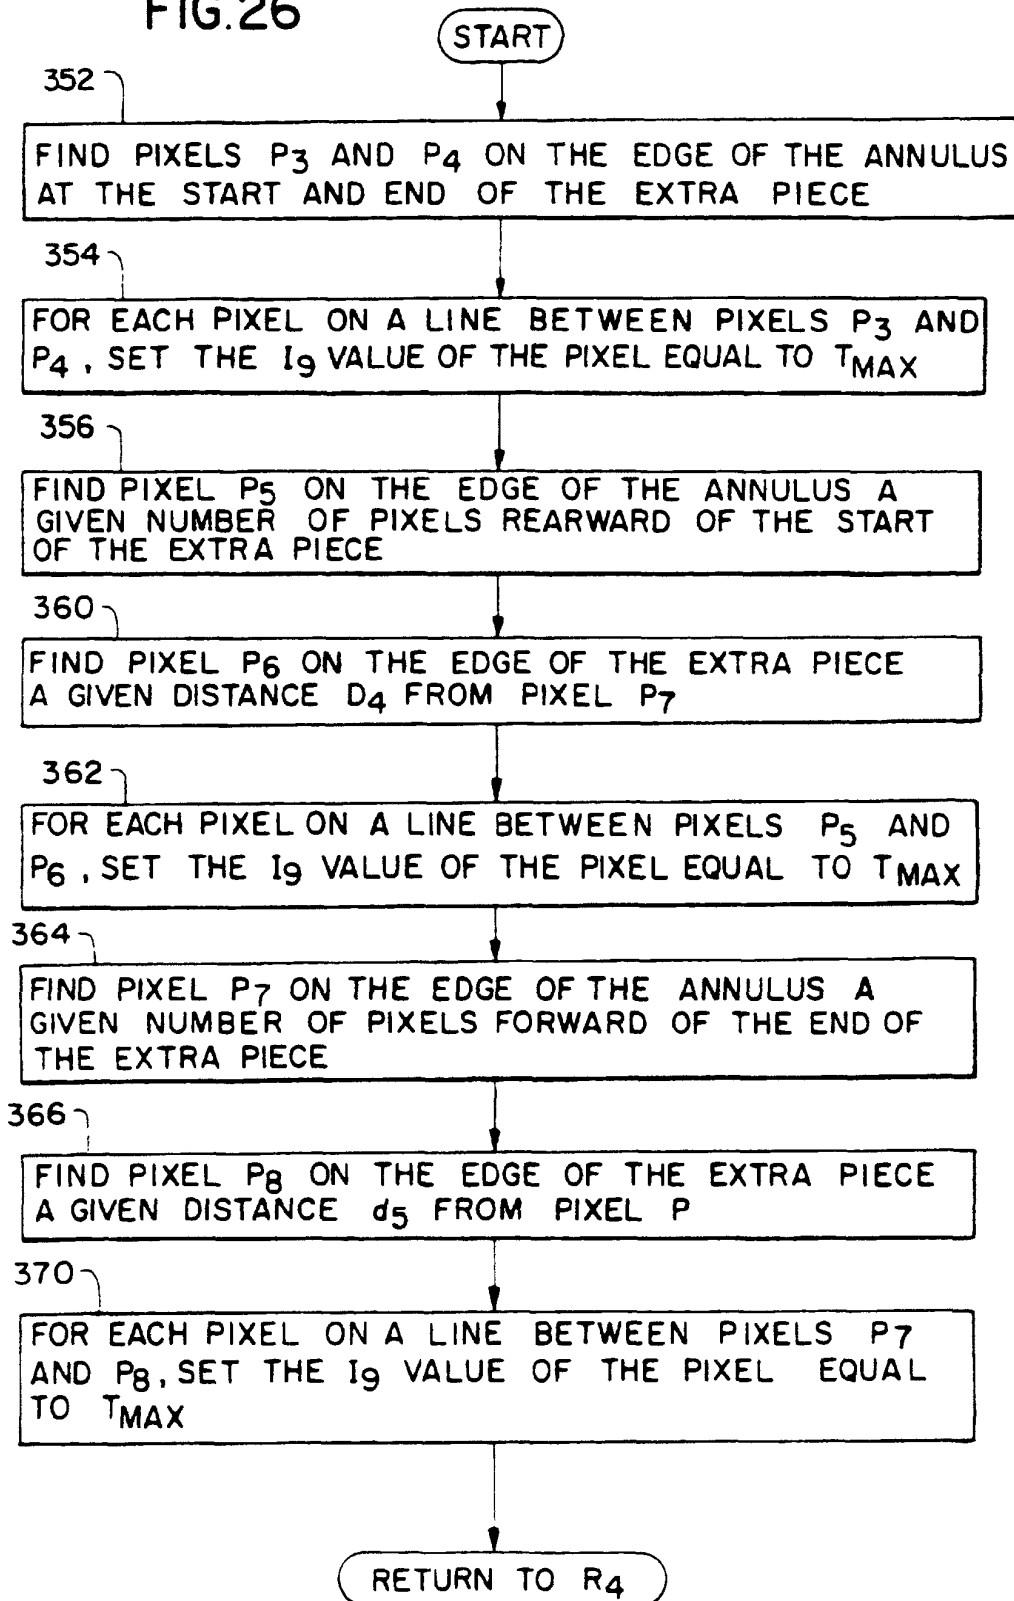 FIG.26
START
352
FIND PIXELS P3 AND P4 ON THE EDGE OF THE ANNULUS
AT THE START AND END OF THE EXTRA PIECE
354
FOR EACH PIXEL ON A LINE BETWEEN PIXELS P3 AND
P4, SET THE I9 VALUE OF THE PIXEL EQUAL TO TMAX
356
FIND PIXEL P5 ON THE EDGE OF THE ANNULUS A
GIVEN NUMBER OF PIXELS REARWARD OF THE START
OF THE EXTRA PIECE
360
FIND PIXEL P6 ON THE EDGE OF THE EXTRA PIECE
A GIVEN DISTANCE D4 FROM PIXEL P7
362
FOR EACH PIXEL ON A LINE BETWEEN PIXELS P5 AND
P6, SET THE I9 VALUE OF THE PIXEL EQUAL TO TMAX
364
FIND PIXEL P7 ON THE EDGE OF THE ANNULUS A
GIVEN NUMBER OF PIXELS FORWARD OF THE END OF
THE EXTRA PIECE
366
FIND PIXEL P8 ON THE EDGE OF THE EXTRA PIECE
A GIVEN DISTANCE d5 FROM PIXEL P
370
FOR EACH PIXEL ON A LINE BETWEEN PIXELS P7
AND P8, SET THE I9 VALUE OF THE PIXEL EQUAL
TO TMAX
RETURN TO R4